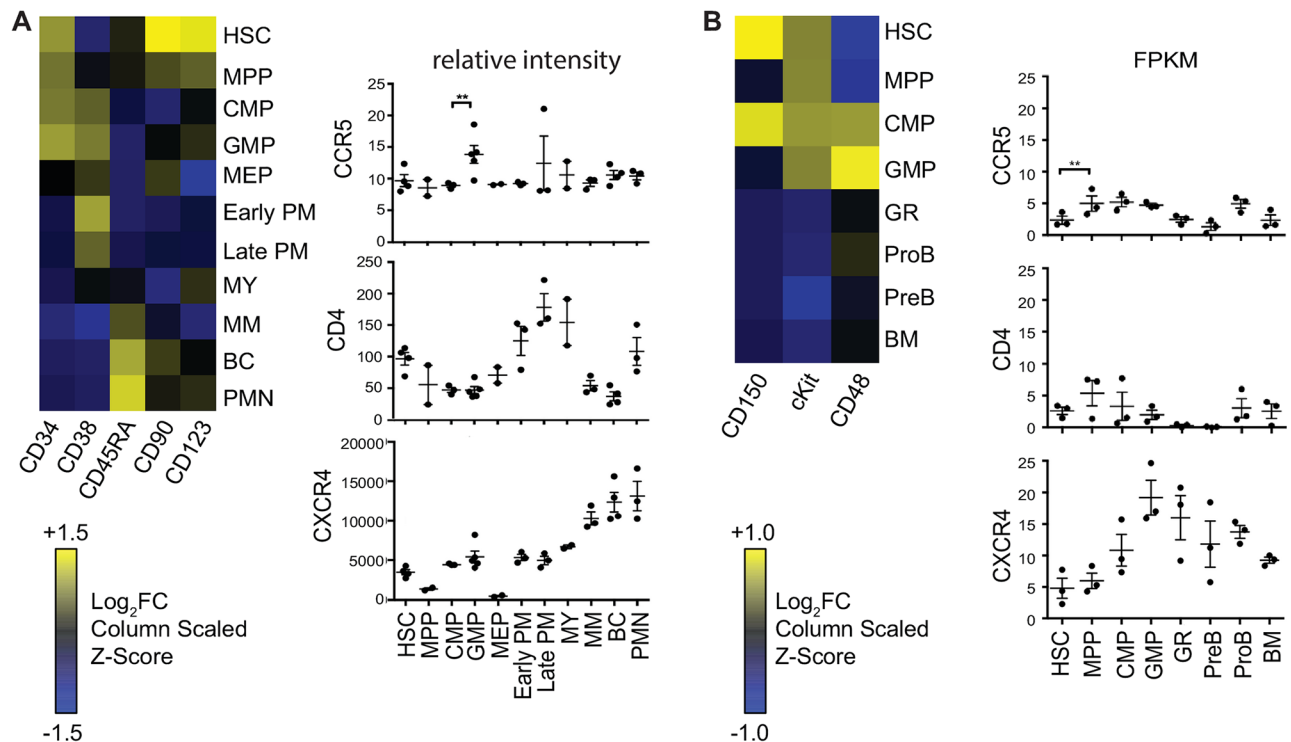 A
HSC
MPP
CMP
GMP
MEP
Early PM
Late PM
MY
MM
BC
PMN
CD34
CD38
CD45RA
CD90
CD123
+1.5
-1.5
Log2FC
Column Scaled
Z-Score
relative intensity
CCR5
25
20
15
10
5
0
**
CD4
250
200
150
100
50
0
CXCR4
20000
15000
10000
5000
0
HSC
MPP
CMP
GMP
MEP
Early PM
Late PM
MY
MM
BC
PMN
B
HSC
MPP
CMP
GMP
GR
ProB
PreB
BM
CD150
cKit
CD48
+1.0
-1.0
Log2FC
Column Scaled
Z-Score
FPKM
CCR5
25
20
15
10
5
0
**
CD4
25
20
15
10
5
0
CXCR4
25
20
15
10
5
0
HSC
MPP
CMP
GMP
GR
PreB
ProB
BM